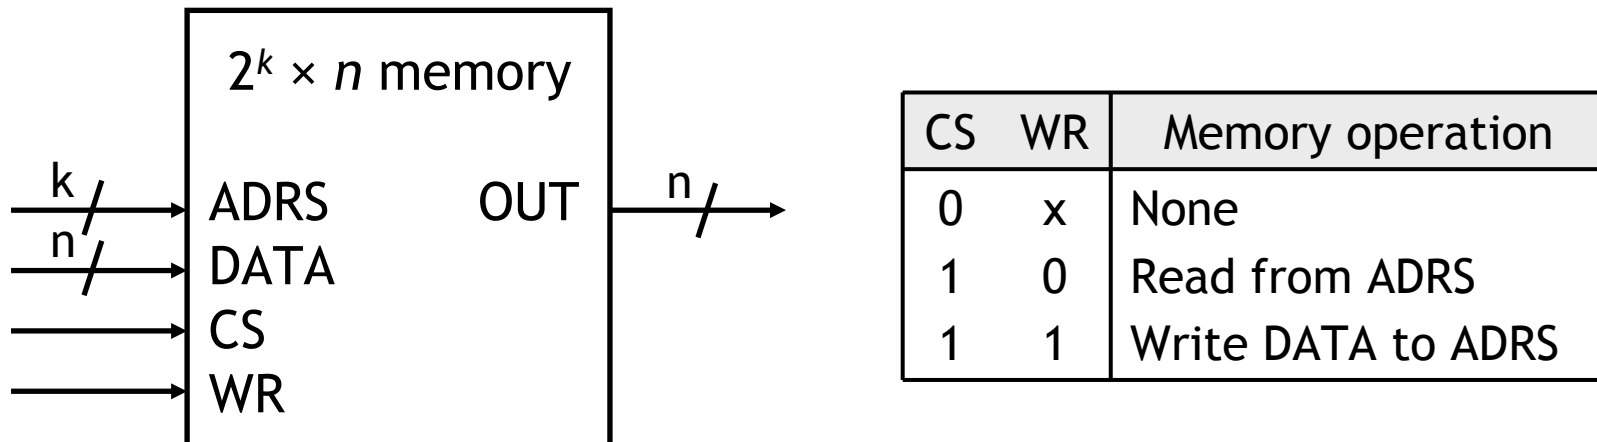 2ᵏ × n memory
k
ADRS
OUT
n
n
DATA
CS
WR
CS WR Memory operation
0 x None
1 0 Read from ADRS
1 1 Write DATA to ADRS